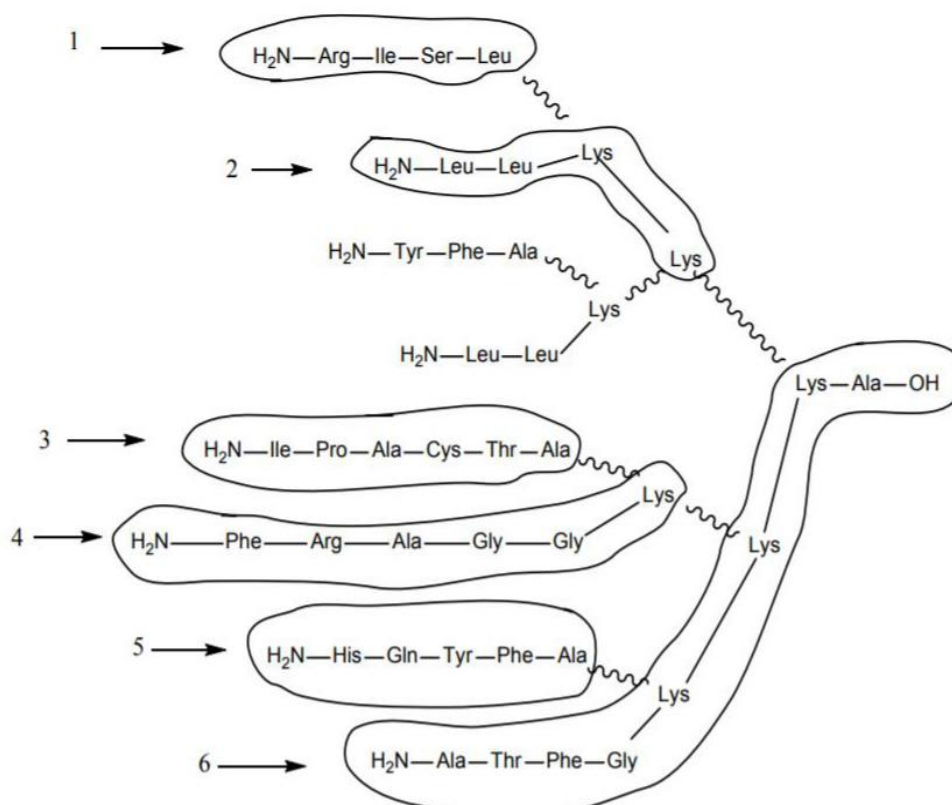 1
H₂N—Arg—Ile—Ser—Leu
2
H₂N—Leu—Leu
Lys
Lys
H₂N—Tyr—Phe—Ala
Lys
H₂N—Leu—Leu
Lys—Ala—OH
3
H₂N—Ile—Pro—Ala—Cys—Thr—Ala
Lys
4
H₂N—Phe—Arg—Ala—Gly—Gly
Lys
5
H₂N—His—Gln—Tyr—Phe—Ala
Lys
6
H₂N—Ala—Thr—Phe—Gly